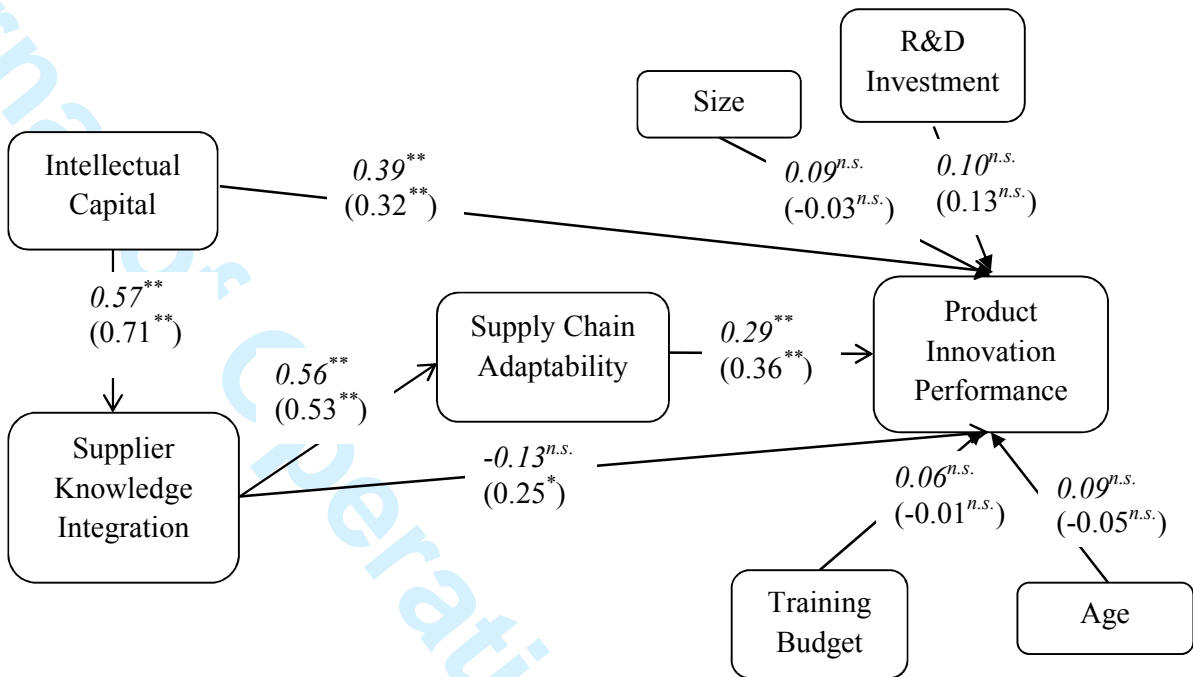 R&D
Investment
Size
Intellectual
Capital
0.39**
(0.32**)
0.09n.s.
(-0.03n.s.)
0.10n.s.
(0.13n.s.)
0.57**
(0.71**)
Supply Chain
Adaptability
0.29**
(0.36**)
Product
Innovation
Performance
0.56**
(0.53**)
Supplier
Knowledge
Integration
-0.13n.s.
(0.25*)
0.06n.s.
(-0.01n.s.)
0.09n.s.
(-0.05n.s.)
Training
Budget
Age